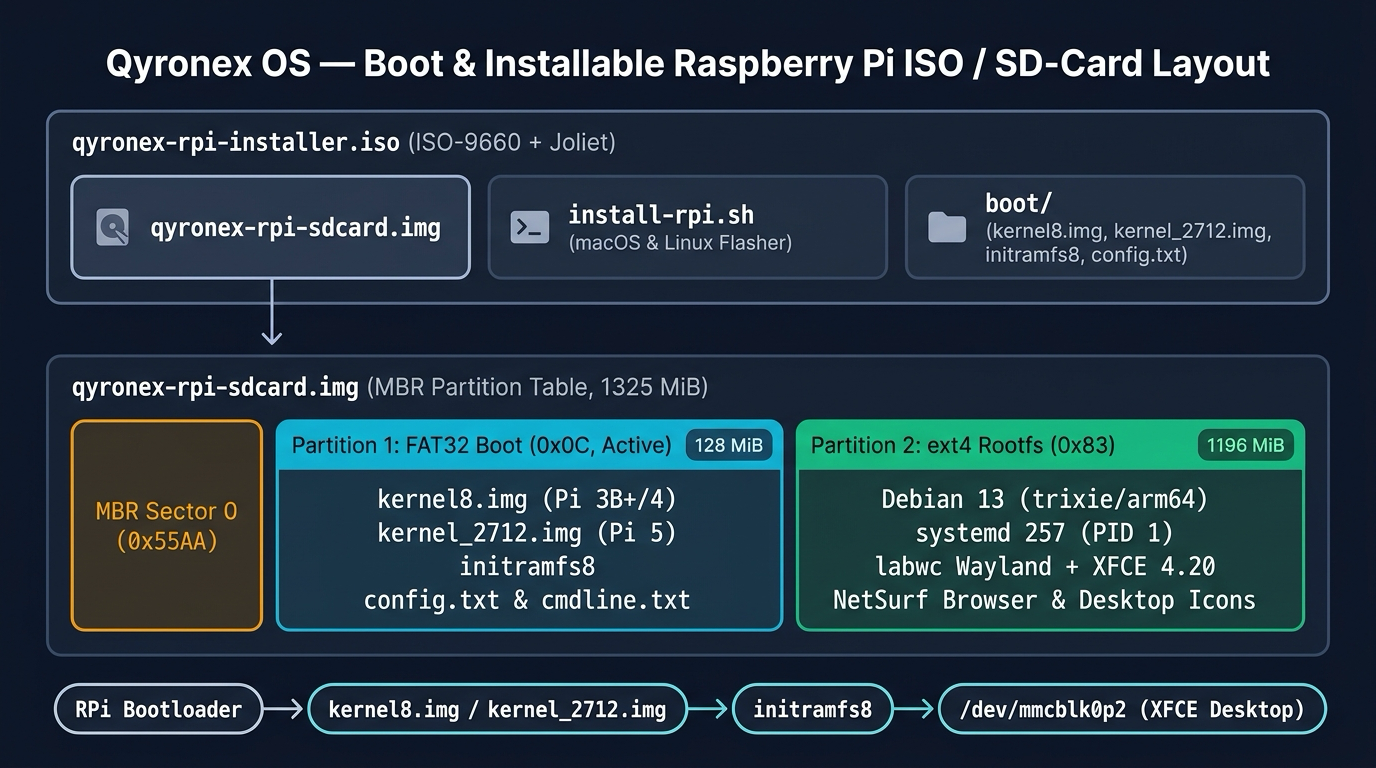 Qyronex OS — Boot & Installable Raspberry Pi ISO / SD-Card Layout
qyronex-rpi-installer.iso (ISO-9660 + Joliet)
qyronex-rpi-sdcard.img
install-rpi.sh
(macOS & Linux Flasher)
boot/
(kernel8.img, kernel_2712.img,
initramfs8, config.txt)
qyronex-rpi-sdcard.img (MBR Partition Table, 1325 MiB)
MBR Sector 0
(0x55AA)
Partition 1: FAT32 Boot (0x0C, Active) 128 MiB
kernel8.img (Pi 3B+/4)
kernel_2712.img (Pi 5)
initramfs8
config.txt & cmdline.txt
Partition 2: ext4 Rootfs (0x83) 1196 MiB
Debian 13 (trixie/arm64)
systemd 257 (PID 1)
labwc Wayland + XFCE 4.20
NetSurf Browser & Desktop Icons
RPi Bootloader
kernel8.img / kernel_2712.img
initramfs8
/dev/mmcblk0p2 (XFCE Desktop)